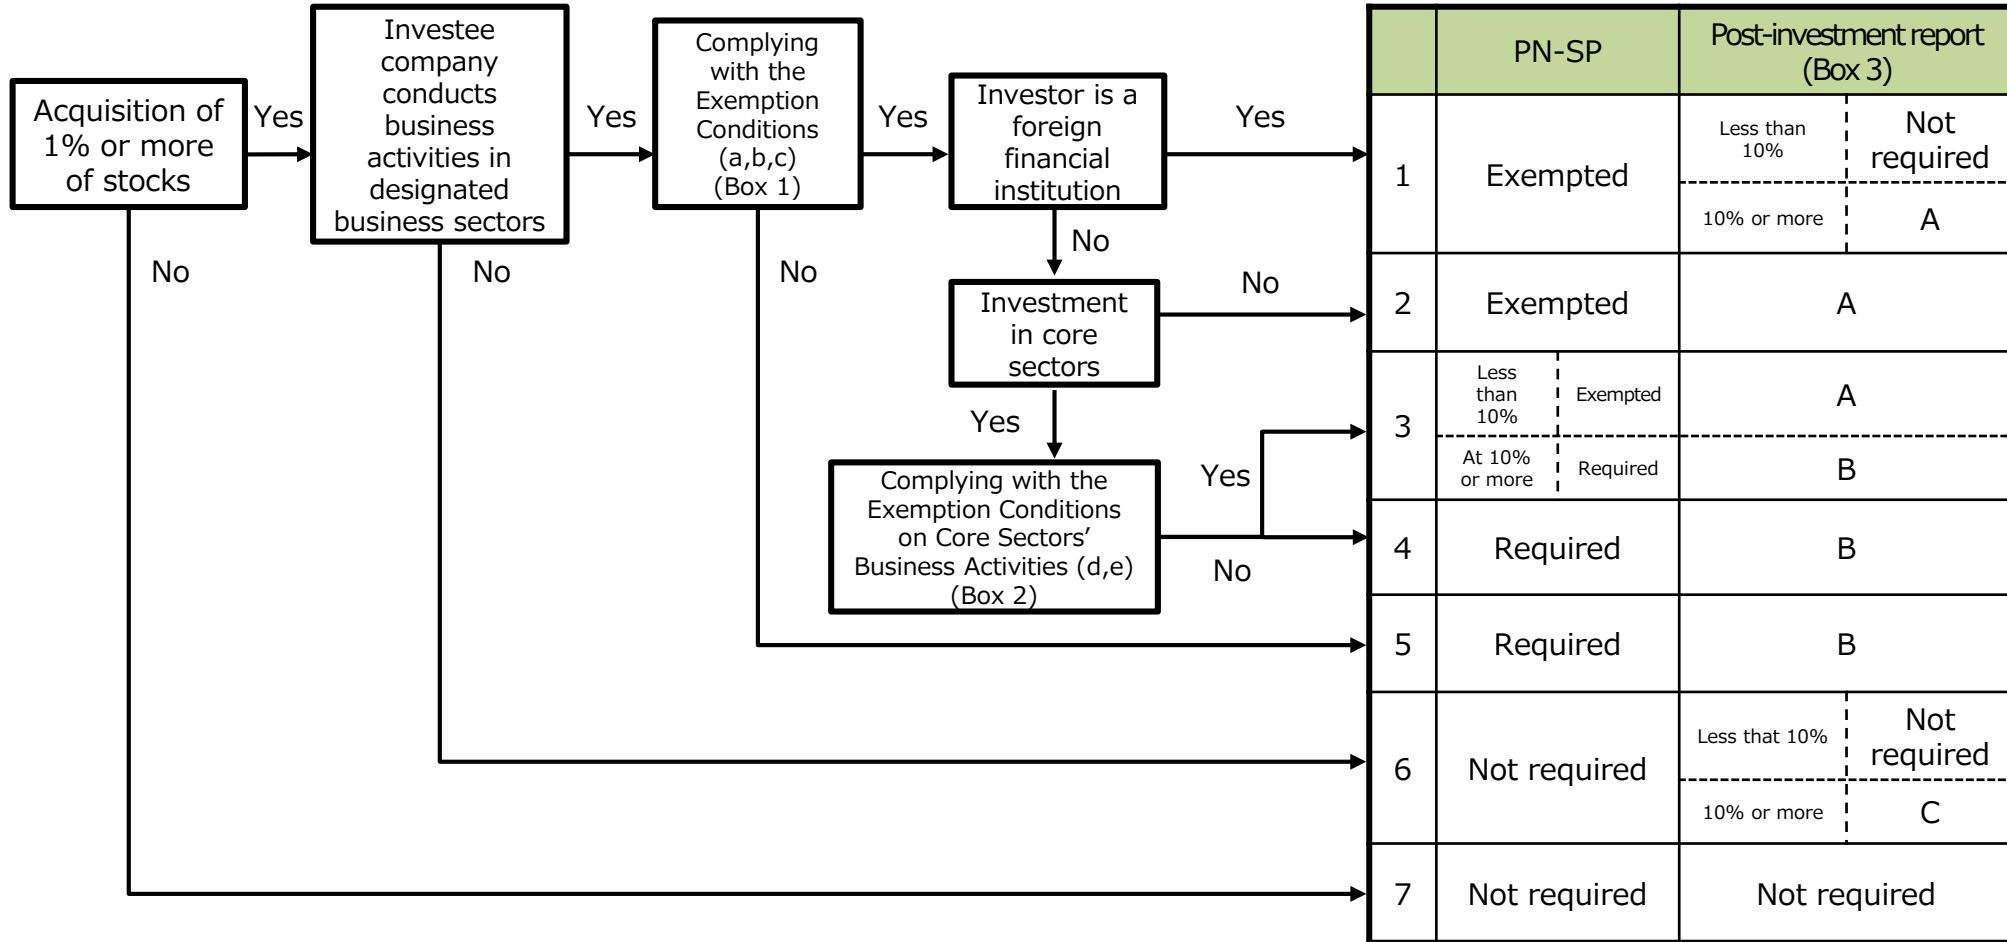 Acquisition of
1% or more
of stocks
Yes
No
Investee
company
conducts
business
activities in
designated
business sectors
Yes
No
Complying
with the
Exemption
Conditions
(a,b,c)
(Box 1)
Yes
No
Investor is a
foreign
financial
institution
Yes
No
Investment
in core
sectors
No
Yes
Complying with the
Exemption Conditions
on Core Sectors’
Business Activities (d,e)
(Box 2)
Yes
No
PN-SP
Post-investment report
(Box 3)
1
Exempted
Less than
10%
Not
required
10% or more
A
2
Exempted
A
3
Less
than
10%
Exempted
A
At 10%
or more
Required
B
4
Required
B
5
Required
B
6
Not required
Less that 10%
Not
required
10% or more
C
7
Not required
Not required